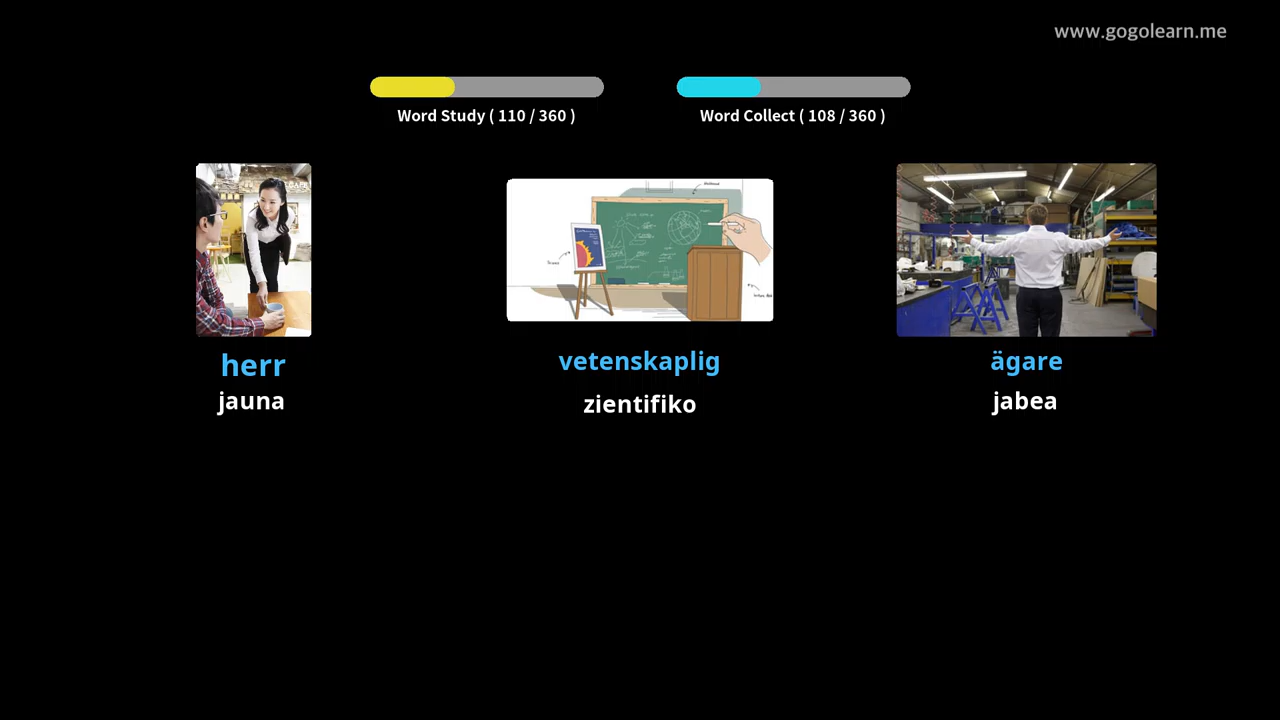 www.gogolearn.me
Word Study ( 110 / 360 )
Word Collect ( 108 / 360 )
herr
vetenskaplig
ägare
jauna
zientifiko
jabea